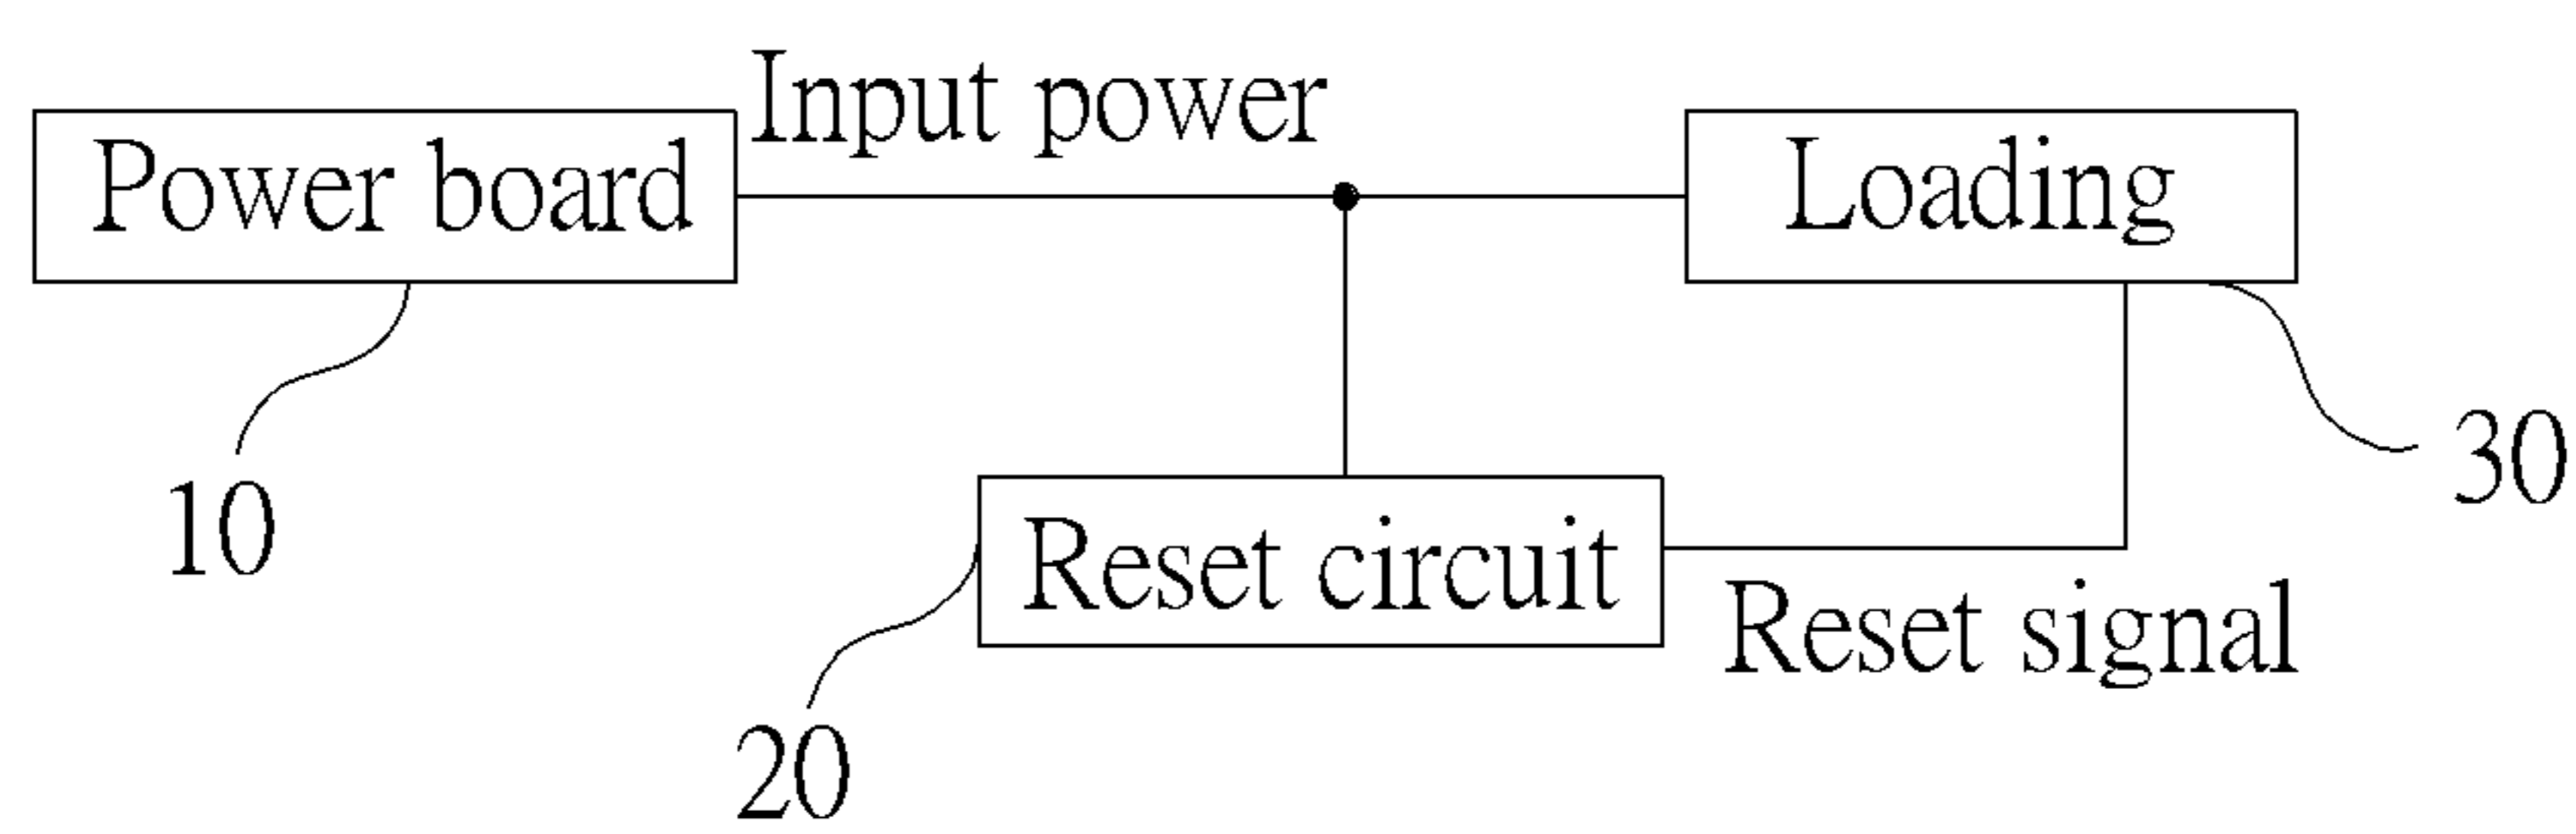 Input power
Power board
Loading
10
30
Reset circuit
Reset signal
20